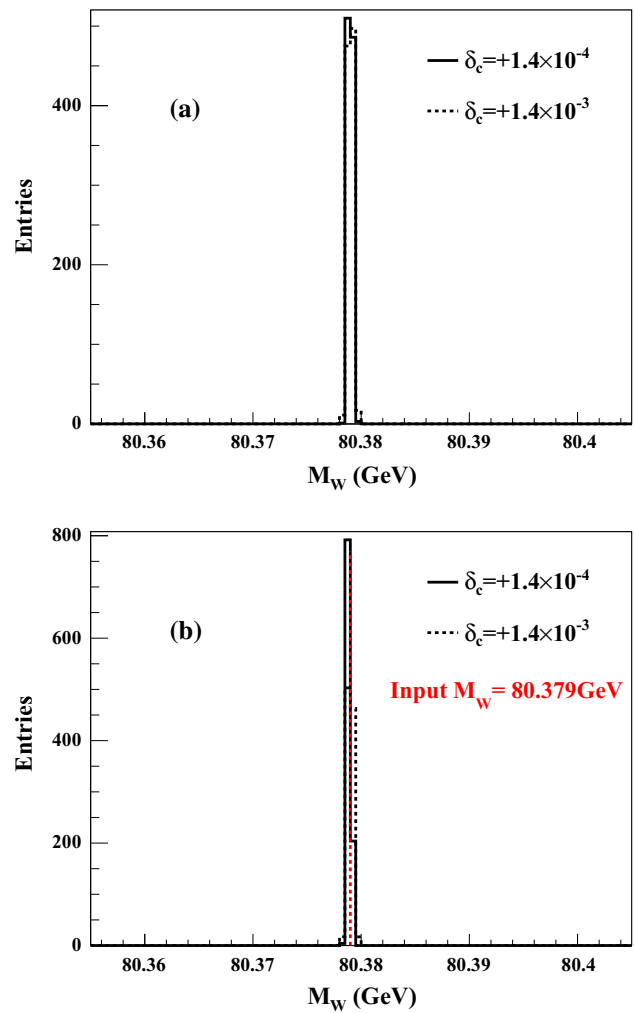 δc=+1.4×10-4
400
(a)
δc=+1.4×10-3
Entries
200
0
80.36 80.37 80.38 80.39 80.4
MW (GeV)
800
δc=+1.4×10-4
(b)
δc=+1.4×10-3
600
Input MW= 80.379GeV
Entries
400
200
0
80.36 80.37 80.38 80.39 80.4
MW (GeV)